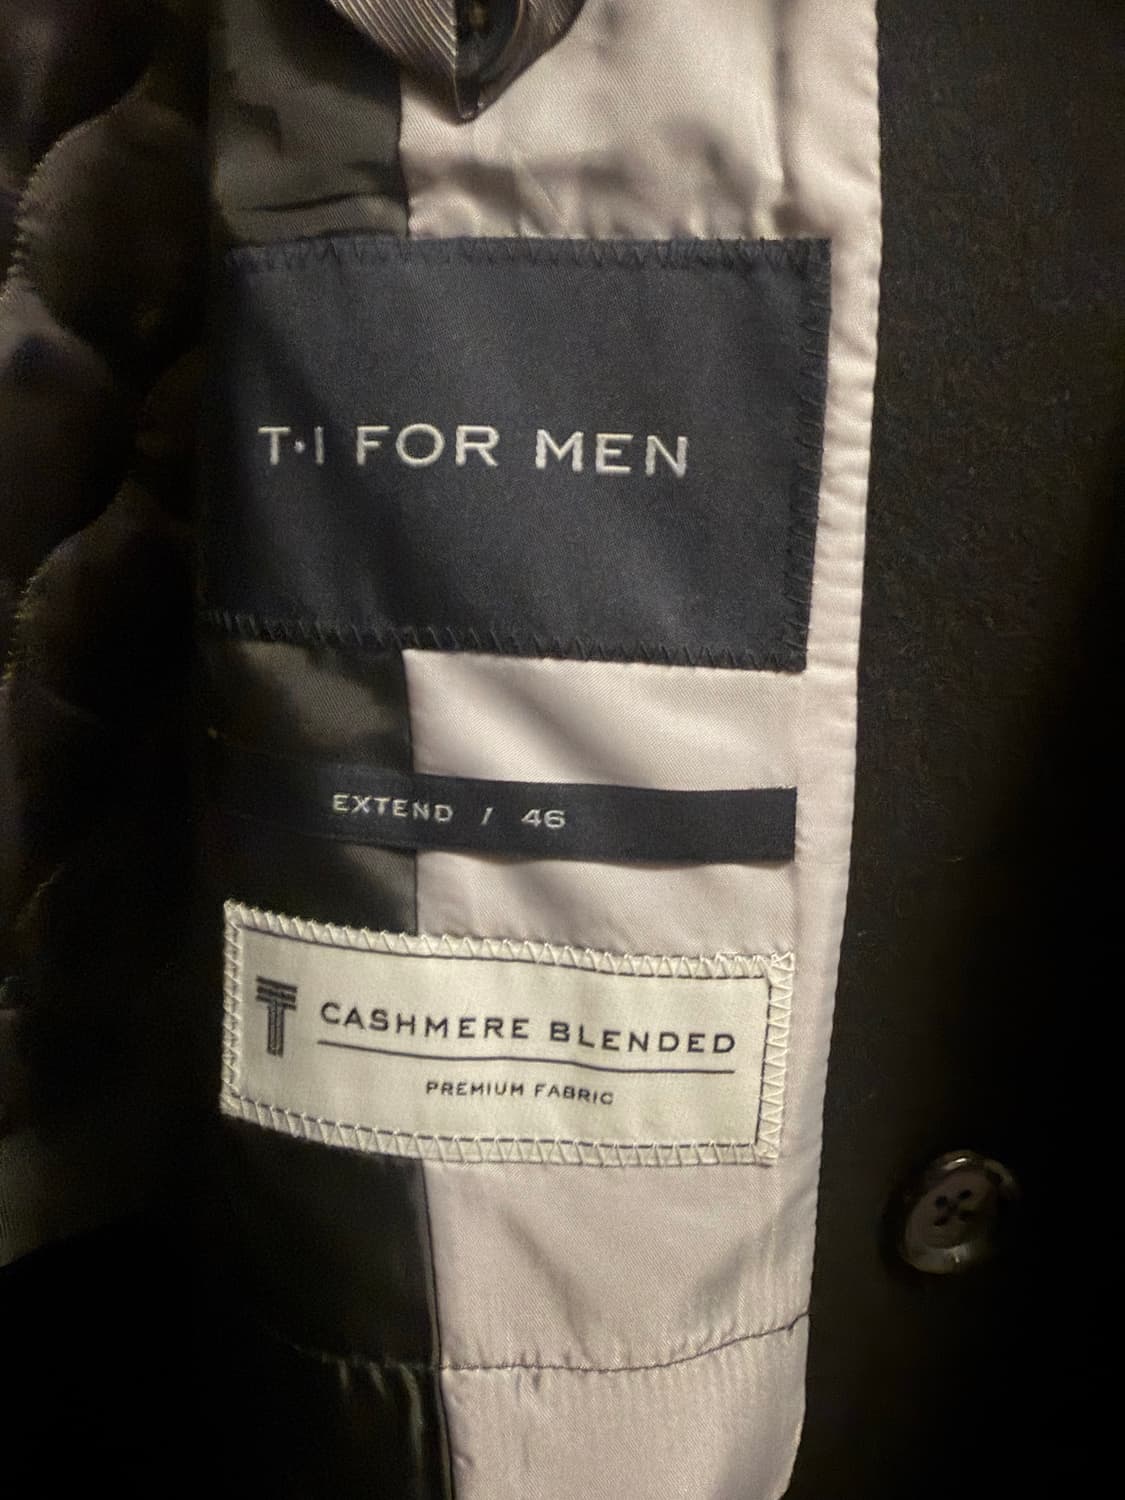 T·I FOR MEN
EXTEND / 46
T CASHMERE BLENDED
PREMIUM FABRIC